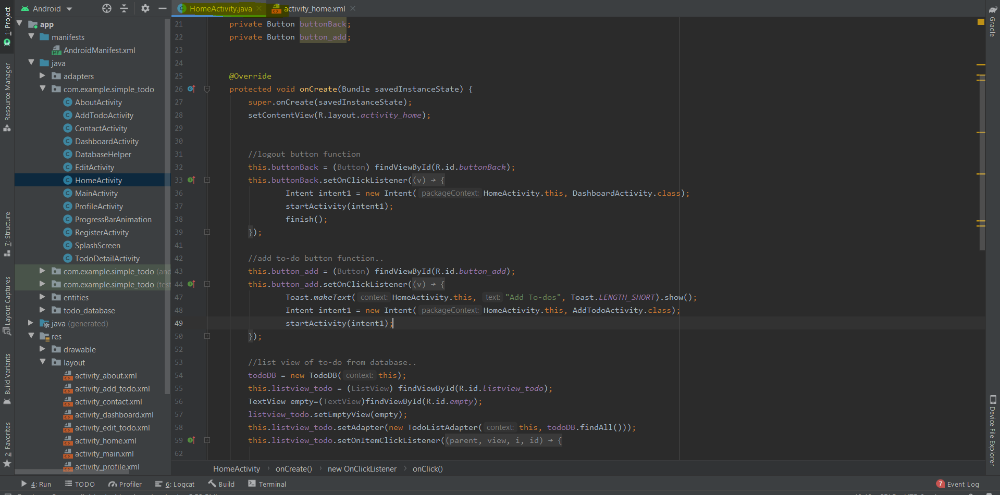 Android
HomeActivity.java
activity_home.xml
1: Project
Resource Manager
7: Structure
Layout Captures
Build Variants
2: Favorites
app
manifests
AndroidManifest.xml
java
adapters
com.example.simple_todo
AboutActivity
AddTodoActivity
ContactActivity
DashboardActivity
DatabaseHelper
EditActivity
HomeActivity
MainActivity
ProfileActivity
ProgressBarAnimation
RegisterActivity
SplashScreen
TodoDetailActivity
com.example.simple_todo (and
com.example.simple_todo (test
entities
todo_database
java (generated)
res
drawable
layout
activity_about.xml
activity_add_todo.xml
activity_contact.xml
activity_dashboard.xml
activity_edit_todo.xml
activity_home.xml
activity_main.xml
activity_profile.xml
21 private Button buttonBack;
22 private Button button_add;
23
24
25 @Override
26 protected void onCreate(Bundle savedInstanceState) {
27 super.onCreate(savedInstanceState);
28 setContentView(R.layout.activity_home);
29
30
31 //logout button function
32 this.buttonBack = (Button) findViewById(R.id.buttonBack);
33 this.buttonBack.setOnClickListener((v) → {
36 Intent intent1 = new Intent( packageContext: HomeActivity.this, DashboardActivity.class);
37 startActivity(intent1);
38 finish();
39 });
41
42 //add to-do button function..
43 this.button_add = (Button) findViewById(R.id.button_add);
44 this.button_add.setOnClickListener((v) → {
47 Toast.makeText( context: HomeActivity.this, text: "Add To-dos", Toast.LENGTH_SHORT).show();
48 Intent intent1 = new Intent( packageContext: HomeActivity.this, AddTodoActivity.class);
49 startActivity(intent1);
50 });
52
53 //list view of to-do from database..
54 todoDB = new TodoDB( context: this);
55 this.listview_todo = (ListView) findViewById(R.id.listview_todo);
56 TextView empty=(TextView)findViewById(R.id.empty);
57 listview_todo.setEmptyView(empty);
58 this.listview_todo.setAdapter(new TodoListAdapter( context: this, todoDB.findAll()));
59 this.listview_todo.setOnItemClickListener((parent, view, i, id) → {
62
HomeActivity › onCreate() › new OnClickListener › onClick()
Gradle
Device File Explorer
4: Run
TODO
Profiler
6: Logcat
Build
Terminal
7 Event Log